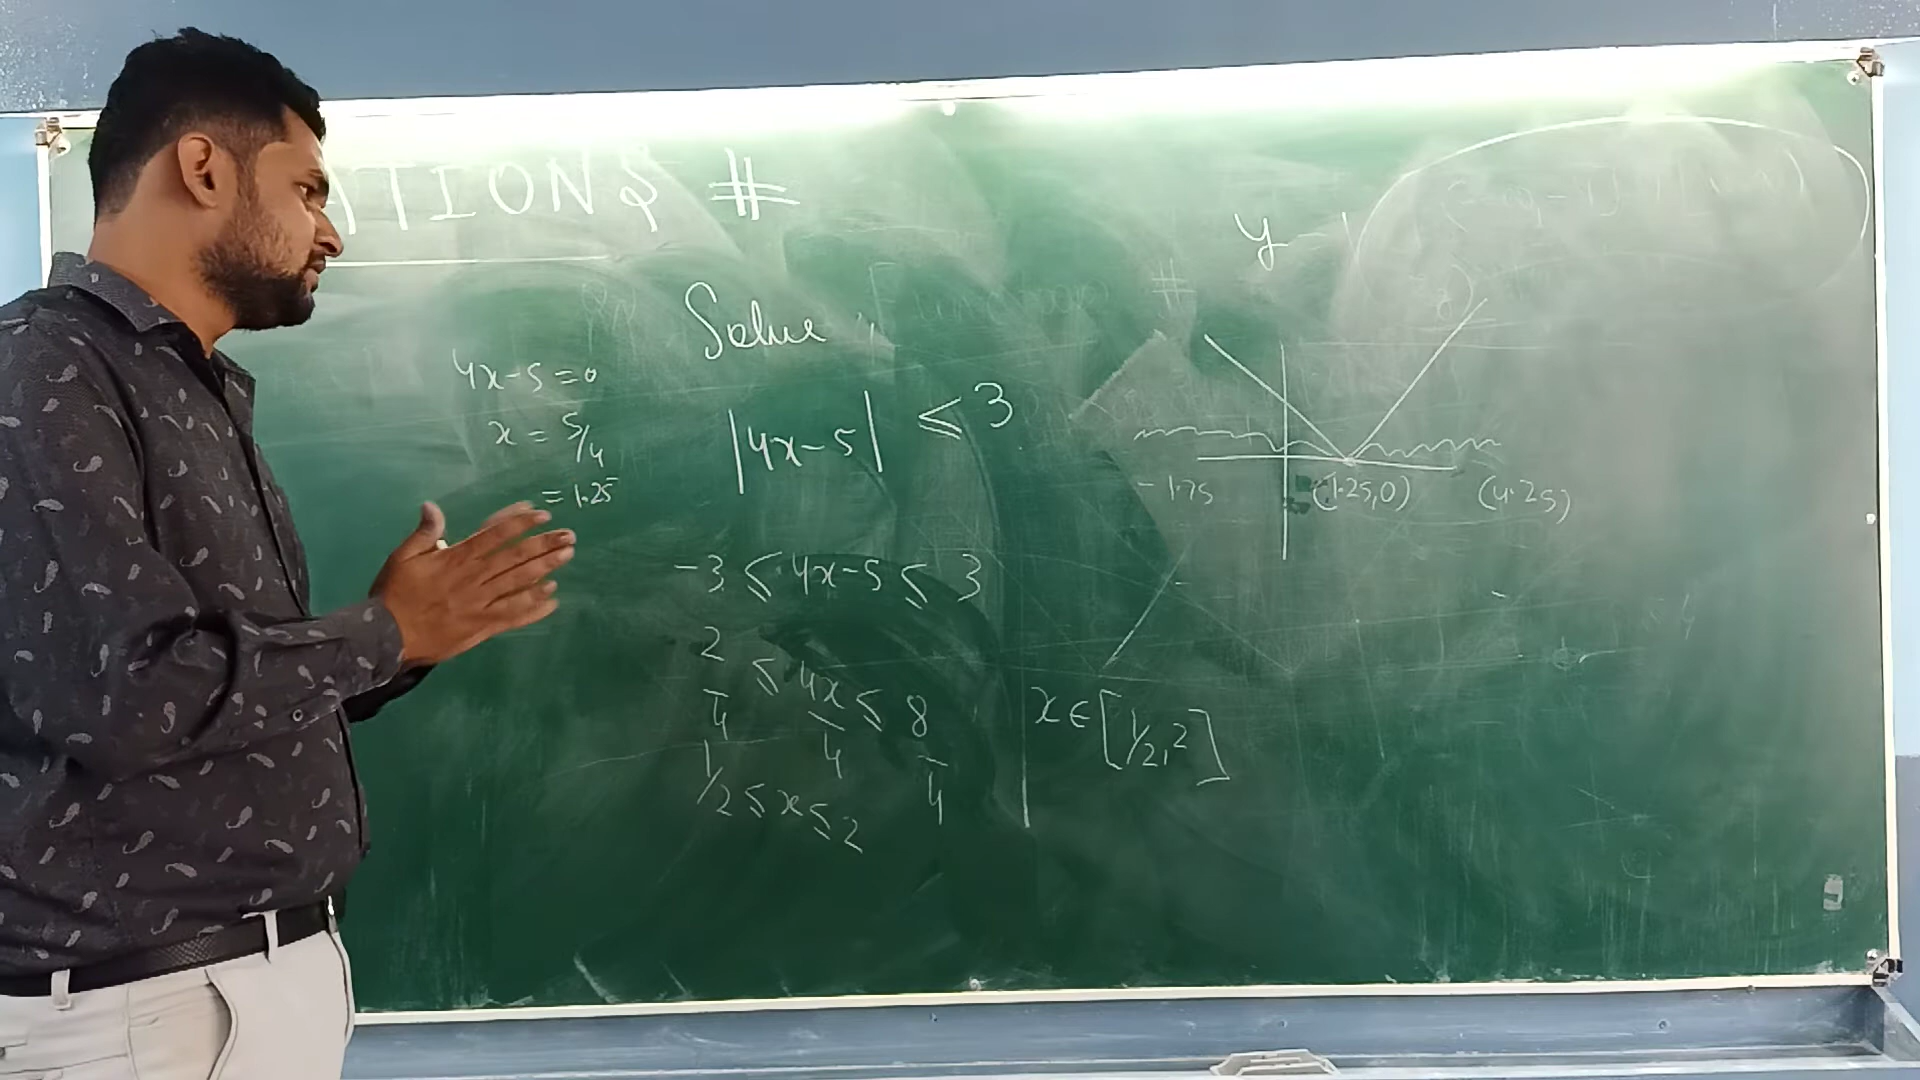 ATIONS #
y
Solve :
4x-5=0
x = 5/4
= 1.25
|4x-5| ≤ 3
-1.75 (1.25,0) (4.25)
-3 ≤ 4x-5 ≤ 3
2/4 ≤ 4x/4 ≤ 8/4
1/2 ≤ x ≤ 2
x ∈ [1/2, 2]